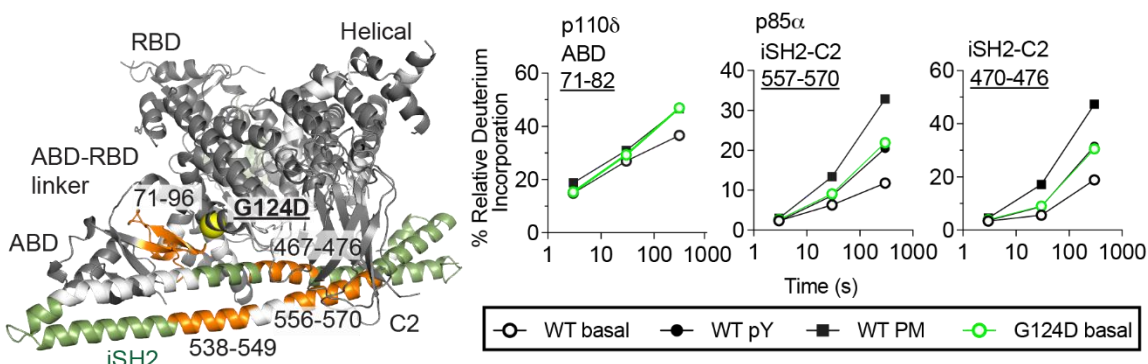 RBD
Helical
ABD-RBD
linker
71-96
G124D
ABD
467-476
556-570
C2
iSH2
538-549
p110δ
ABD
71-82
p85α
iSH2-C2
557-570
iSH2-C2
470-476
% Relative Deuterium
Incorporation
60
40
20
0
1 10 100 1000
40
30
20
10
0
1 10 100 1000
60
40
20
0
1 10 100 1000
Time (s)
WT basal WT pY WT PM G124D basal